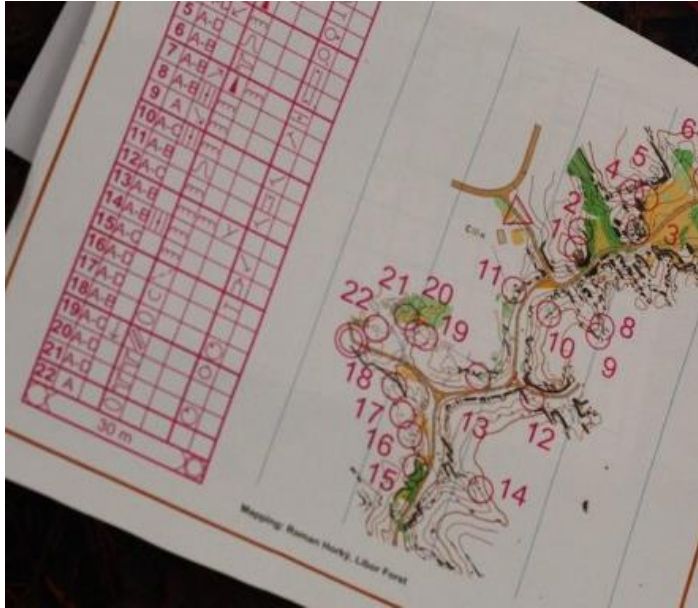 5 A-D
6 A-B
7 A-B
8 A-B
9 A
10 A-C
11 A-B
12 A-C
13 A-B
14 A-B
15 A-C
16 A-D
17 A-D
18 A-B
19 A-C
20 A-D
21 A-D
22 A
30 m
6
5
4
2
1
3
11
8
10
9
21
20
22
19
18
17
13
12
16
15
14
Mapping: Roman Horký, Libor Forst